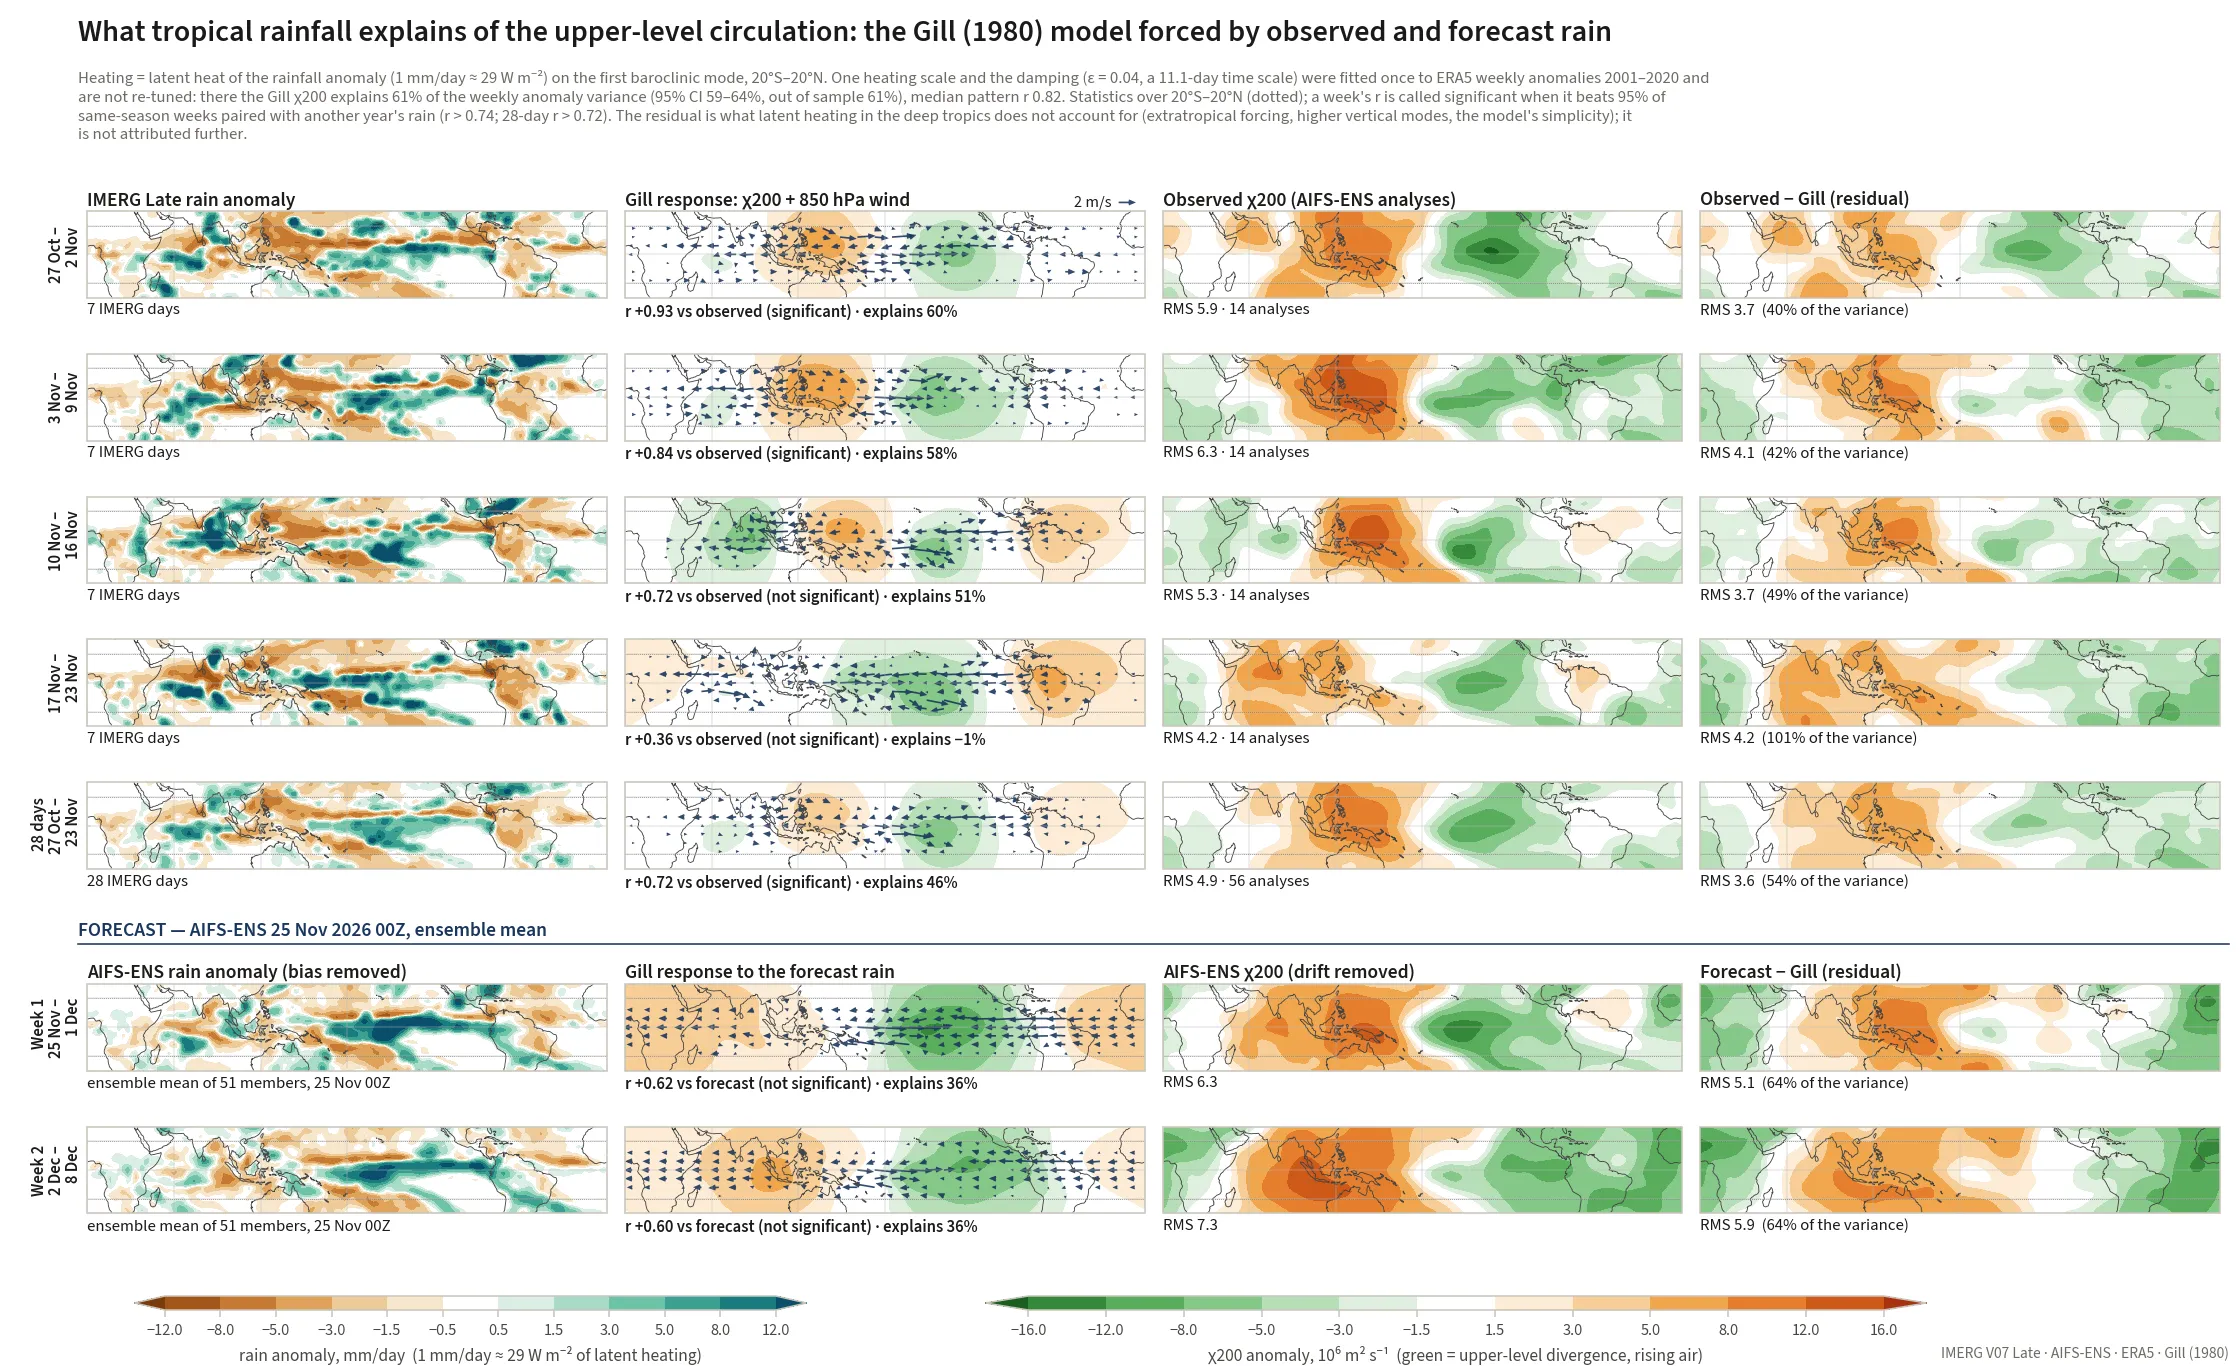 What tropical rainfall explains of the upper-level circulation: the Gill (1980) model forced by observed and forecast rain
Heating = latent heat of the rainfall anomaly (1 mm/day ≈ 29 W m⁻²) on the first baroclinic mode, 20°S–20°N. One heating scale and the damping (ε = 0.04, a 11.1-day time scale) were fitted once to ERA5 weekly anomalies 2001–2020 and
are not re-tuned: there the Gill χ200 explains 61% of the weekly anomaly variance (95% CI 59–64%, out of sample 61%), median pattern r 0.82. Statistics over 20°S–20°N (dotted); a week's r is called significant when it beats 95% of
same-season weeks paired with another year's rain (r > 0.74; 28-day r > 0.72). The residual is what latent heating in the deep tropics does not account for (extratropical forcing, higher vertical modes, the model's simplicity); it
is not attributed further.
IMERG Late rain anomaly
Gill response: χ200 + 850 hPa wind
2 m/s
Observed χ200 (AIFS-ENS analyses)
Observed − Gill (residual)
27 Oct –
2 Nov
7 IMERG days
r +0.93 vs observed (significant) · explains 60%
RMS 5.9 · 14 analyses
RMS 3.7 (40% of the variance)
3 Nov –
9 Nov
7 IMERG days
r +0.84 vs observed (significant) · explains 58%
RMS 6.3 · 14 analyses
RMS 4.1 (42% of the variance)
10 Nov –
16 Nov
7 IMERG days
r +0.72 vs observed (not significant) · explains 51%
RMS 5.3 · 14 analyses
RMS 3.7 (49% of the variance)
17 Nov –
23 Nov
7 IMERG days
r +0.36 vs observed (not significant) · explains −1%
RMS 4.2 · 14 analyses
RMS 4.2 (101% of the variance)
28 days
27 Oct –
23 Nov
28 IMERG days
r +0.72 vs observed (significant) · explains 46%
RMS 4.9 · 56 analyses
RMS 3.6 (54% of the variance)
FORECAST — AIFS-ENS 25 Nov 2026 00Z, ensemble mean
AIFS-ENS rain anomaly (bias removed)
Gill response to the forecast rain
AIFS-ENS χ200 (drift removed)
Forecast − Gill (residual)
Week 1
25 Nov –
1 Dec
ensemble mean of 51 members, 25 Nov 00Z
r +0.62 vs forecast (not significant) · explains 36%
RMS 6.3
RMS 5.1 (64% of the variance)
Week 2
2 Dec –
8 Dec
ensemble mean of 51 members, 25 Nov 00Z
r +0.60 vs forecast (not significant) · explains 36%
RMS 7.3
RMS 5.9 (64% of the variance)
−12.0 −8.0 −5.0 −3.0 −1.5 −0.5 0.5 1.5 3.0 5.0 8.0 12.0
rain anomaly, mm/day (1 mm/day ≈ 29 W m⁻² of latent heating)
−16.0 −12.0 −8.0 −5.0 −3.0 −1.5 1.5 3.0 5.0 8.0 12.0 16.0
χ200 anomaly, 10⁶ m² s⁻¹ (green = upper-level divergence, rising air)
IMERG V07 Late · AIFS-ENS · ERA5 · Gill (1980)